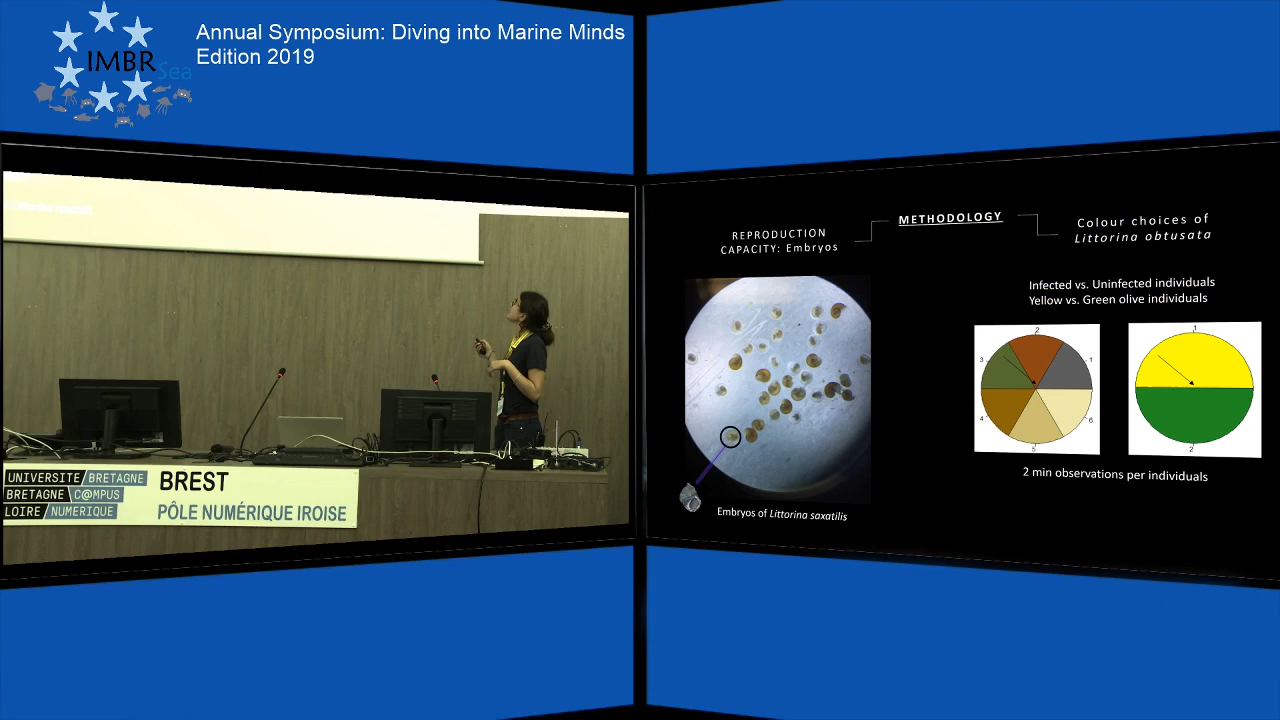 Annual Symposium: Diving into Marine Minds
Edition 2019
IMBRSea
UNIVERSITE BRETAGNE
BRETAGNE C@MPUS
LOIRE NUMERIQUE
BREST
PÔLE NUMÉRIQUE IROISE
METHODOLOGY
REPRODUCTION
CAPACITY: Embryos
Embryos of Littorina saxatilis
Colour choices of
Littorina obtusata
Infected vs. Uninfected individuals
Yellow vs. Green olive individuals
2
3
1
4
6
5
1
2
2 min observations per individuals